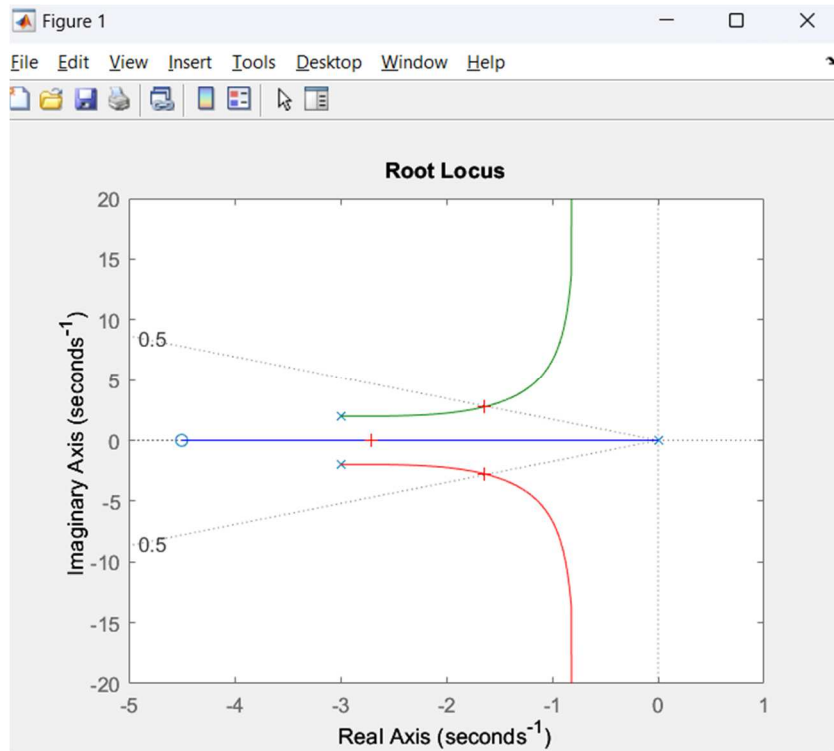 Figure 1
File Edit View Insert Tools Desktop Window Help
Root Locus
20
15
10
5
0
-5
-10
-15
-20
Imaginary Axis (seconds⁻¹)
0.5
0.5
-5 -4 -3 -2 -1 0 1
Real Axis (seconds⁻¹)